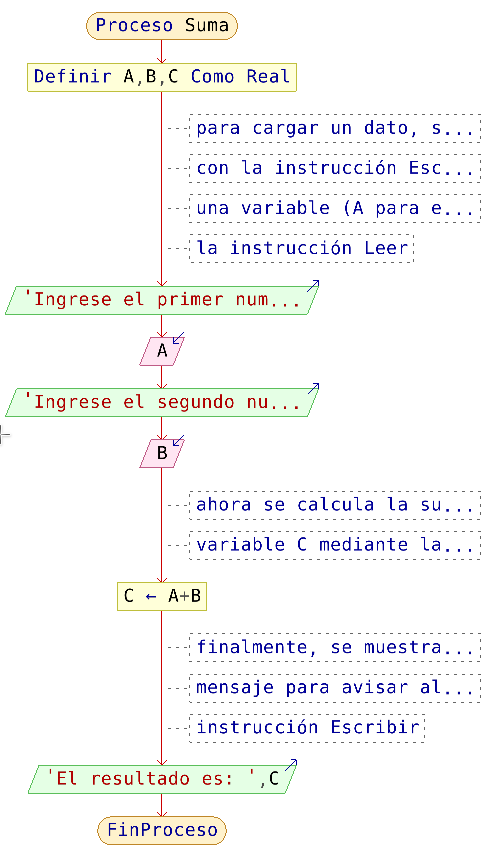 Proceso Suma
Definir A,B,C Como Real
para cargar un dato, s...
con la instrucción Esc...
una variable (A para e...
la instrucción Leer
'Ingrese el primer num...
A
'Ingrese el segundo nu...
B
ahora se calcula la su...
variable C mediante la...
C ← A+B
finalmente, se muestra...
mensaje para avisar al...
instrucción Escribir
'El resultado es: ',C
FinProceso